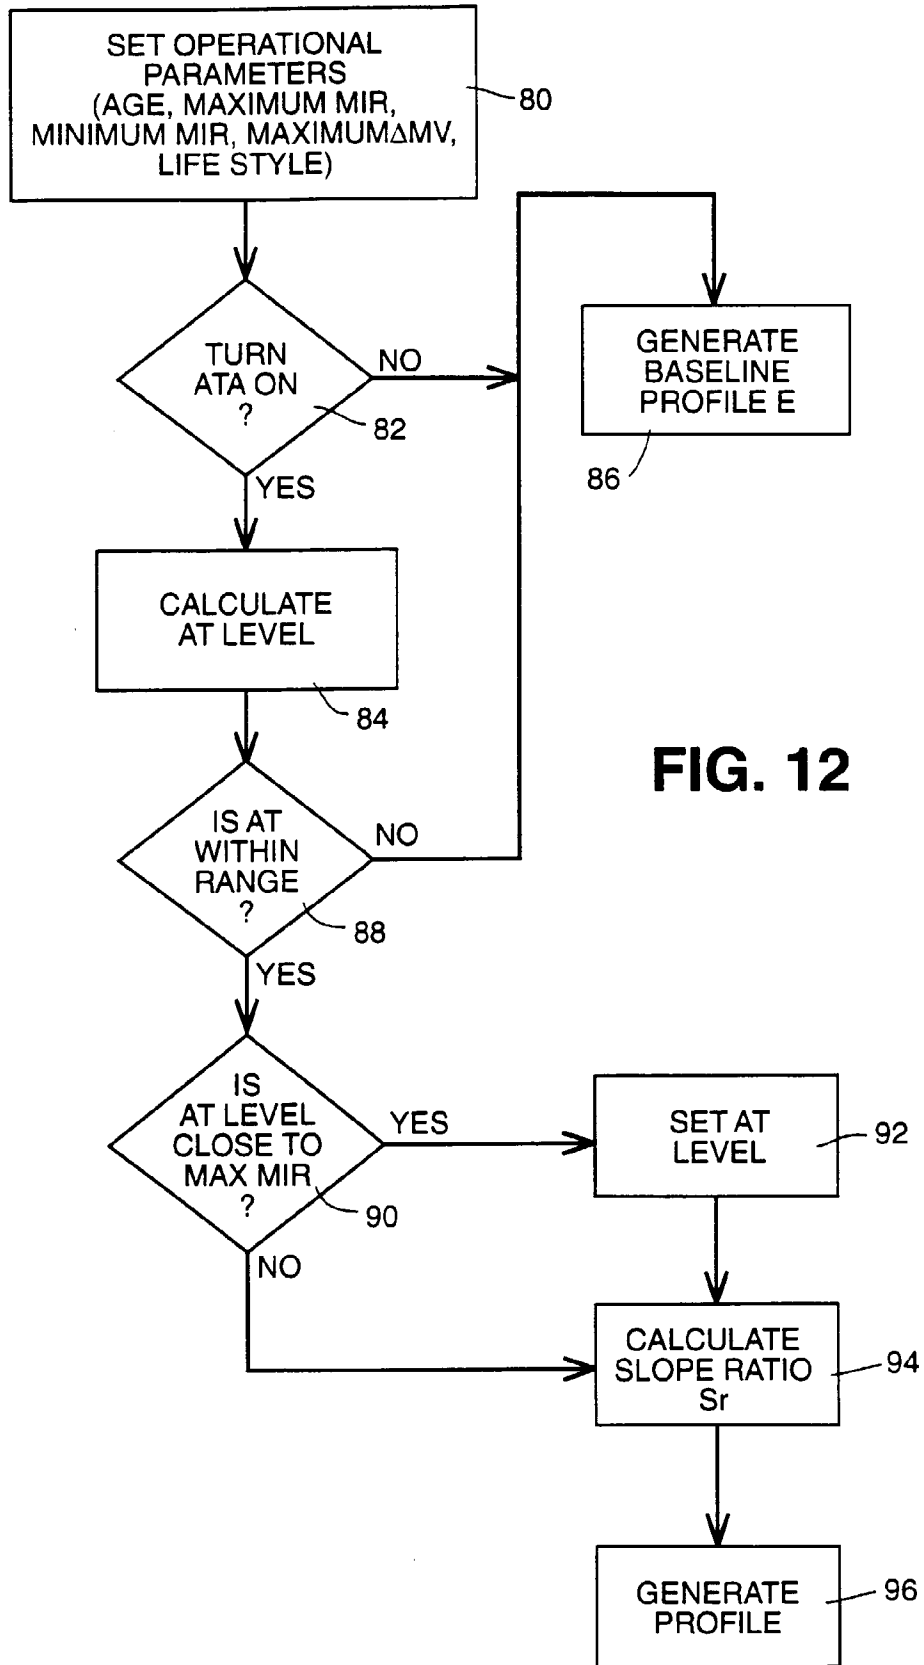 SET OPERATIONAL
PARAMETERS
(AGE, MAXIMUM MIR,
MINIMUM MIR, MAXIMUMΔMV,
LIFE STYLE)
80
TURN
ATA ON
?
82
NO
YES
GENERATE
BASELINE
PROFILE E
86
CALCULATE
AT LEVEL
84
FIG. 12
IS AT
WITHIN
RANGE
?
88
NO
YES
IS
AT LEVEL
CLOSE TO
MAX MIR
?
90
YES
NO
SET AT
LEVEL
92
CALCULATE
SLOPE RATIO
Sr
94
GENERATE
PROFILE
96